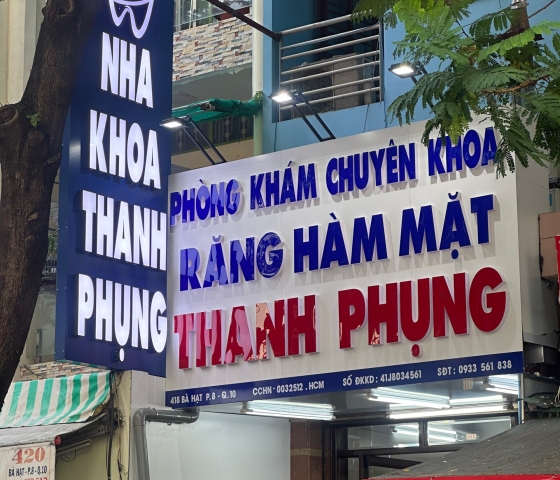 NHA
KHOA
THANH
PHỤNG
PHÒNG KHÁM CHUYÊN KHOA
RĂNG HÀM MẶT
THANH PHỤNG
418 BÀ HẠT P.8 - Q.10 CCHN - 0032512 .HCM SỐ ĐKKD : 41J8034561 SĐT : 0933 561 838
420
BÀ HẠT - P.8 - Q.10